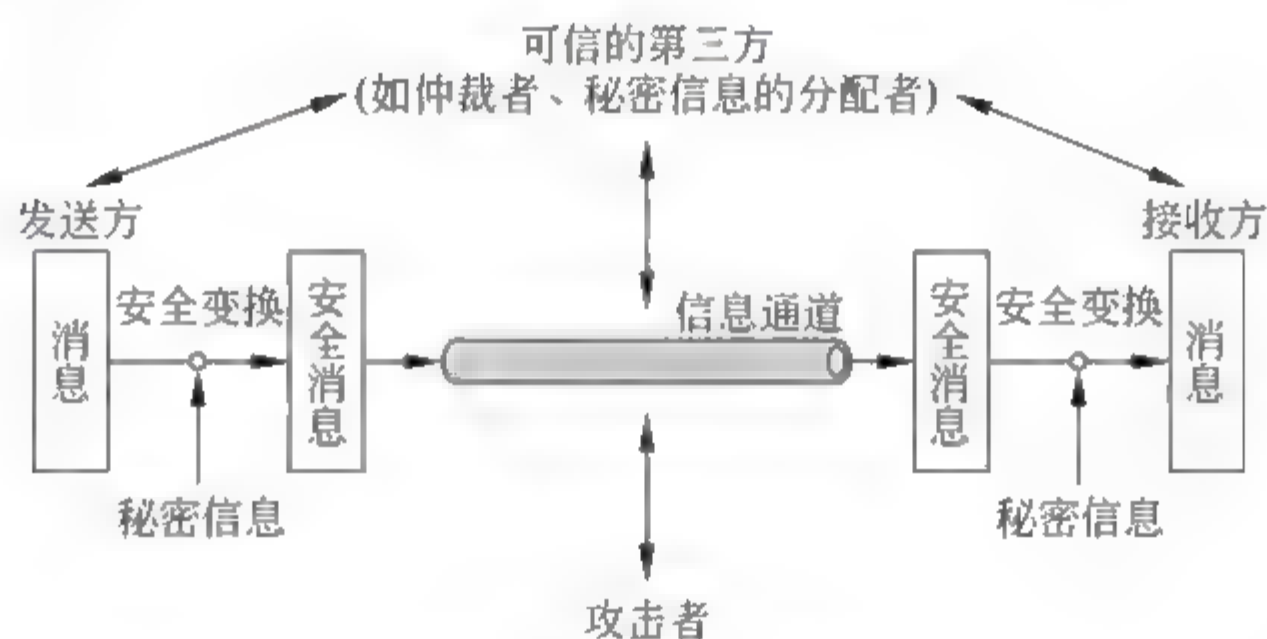 可信的第三方
(如仲裁者、秘密信息的分配者)
发送方
接收方
消息
安全变换
安全消息
信息通道
安全消息
安全变换
消息
秘密信息
秘密信息
攻击者